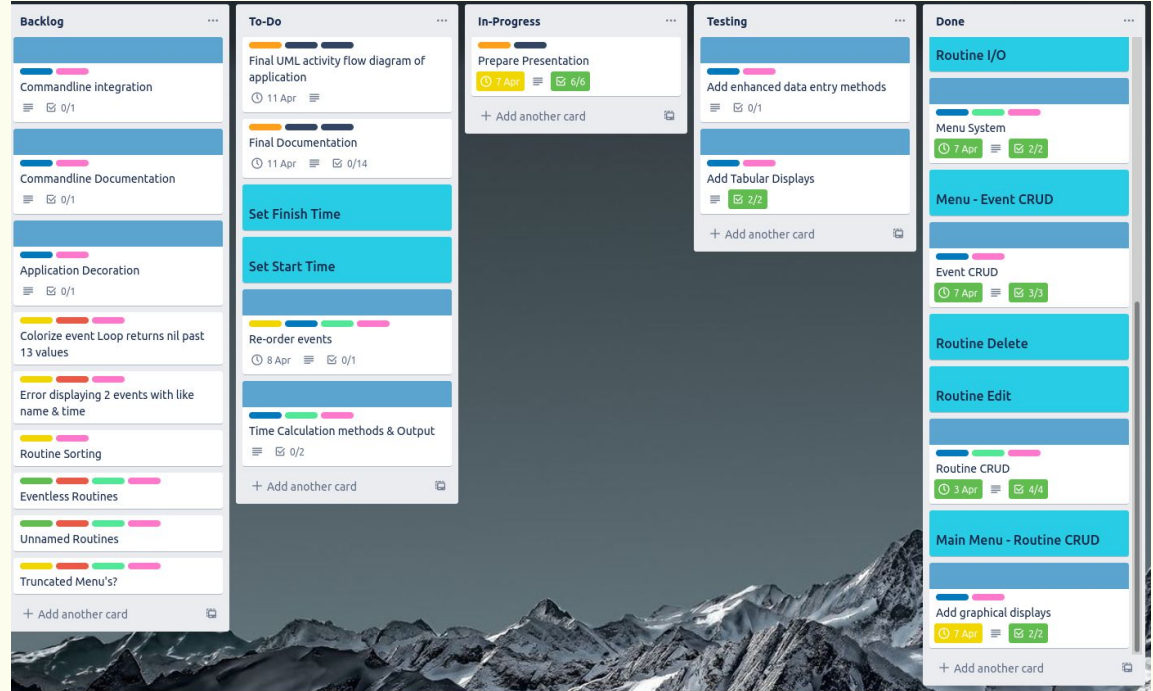 Backlog
Commandline integration
0/1
Commandline Documentation
0/1
Application Decoration
0/1
Colorize event Loop returns nil past
13 values
Error displaying 2 events with like
name & time
Routine Sorting
Eventless Routines
Unnamed Routines
Truncated Menu's?
+ Add another card
To-Do
Final UML activity flow diagram of
application
11 Apr
Final Documentation
11 Apr 0/14
Set Finish Time
Set Start Time
Re-order events
8 Apr 0/1
Time Calculation methods & Output
0/2
+ Add another card
In-Progress
Prepare Presentation
7 Apr 6/6
+ Add another card
Testing
Add enhanced data entry methods
0/1
Add Tabular Displays
2/2
+ Add another card
Done
Routine I/O
Menu System
7 Apr 2/2
Menu - Event CRUD
Event CRUD
7 Apr 3/3
Routine Delete
Routine Edit
Routine CRUD
3 Apr 4/4
Main Menu - Routine CRUD
Add graphical displays
7 Apr 2/2
+ Add another card